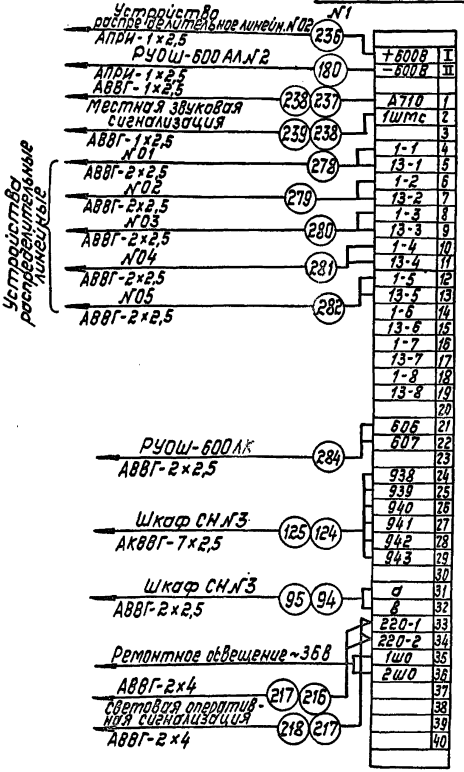 Устройство №1
распределительное линейн. №02
236
АПРИ-1×2,5
+600В I
РУОШ-600 АЛ №2
180
-600В II
АПРИ-1×2,5
АВВГ-1×2,5
238 237
А710 1
Местная звуковая
сигнализация
239 238
1шмс 2
3
АВВГ-1×2,5
№01
278
1-1 4
13-1 5
АВВГ-2×2,5
№02
279
1-2 6
13-2 7
АВВГ-2×2,5
№03
280
1-3 8
13-3 9
АВВГ-2×2,5
№04
281
1-4 10
13-4 11
АВВГ-2×2,5
№05
282
1-5 12
13-5 13
АВВГ-2×2,5
Устройства
распределительные
линейные
1-6 14
13-6 15
1-7 16
13-7 17
1-8 18
13-8 19
20
606 21
607 22
РУОШ-600 ЛК
284
23
АВВГ-2×2,5
938 24
939 25
940 26
941 27
942 28
943 29
Шкаф СН №3
125 124
АКВВГ-7×2,5
30
Шкаф СН №3
95 94
а 31
в 32
АВВГ-2×2,5
220-1 33
220-2 34
Ремонтное освещение ~36В
1шо 35
2шо 36
АВВГ-2×4
217 216
37
Световая оператив-
ная сигнализация
218 217
38
39
АВВГ-2×4
40